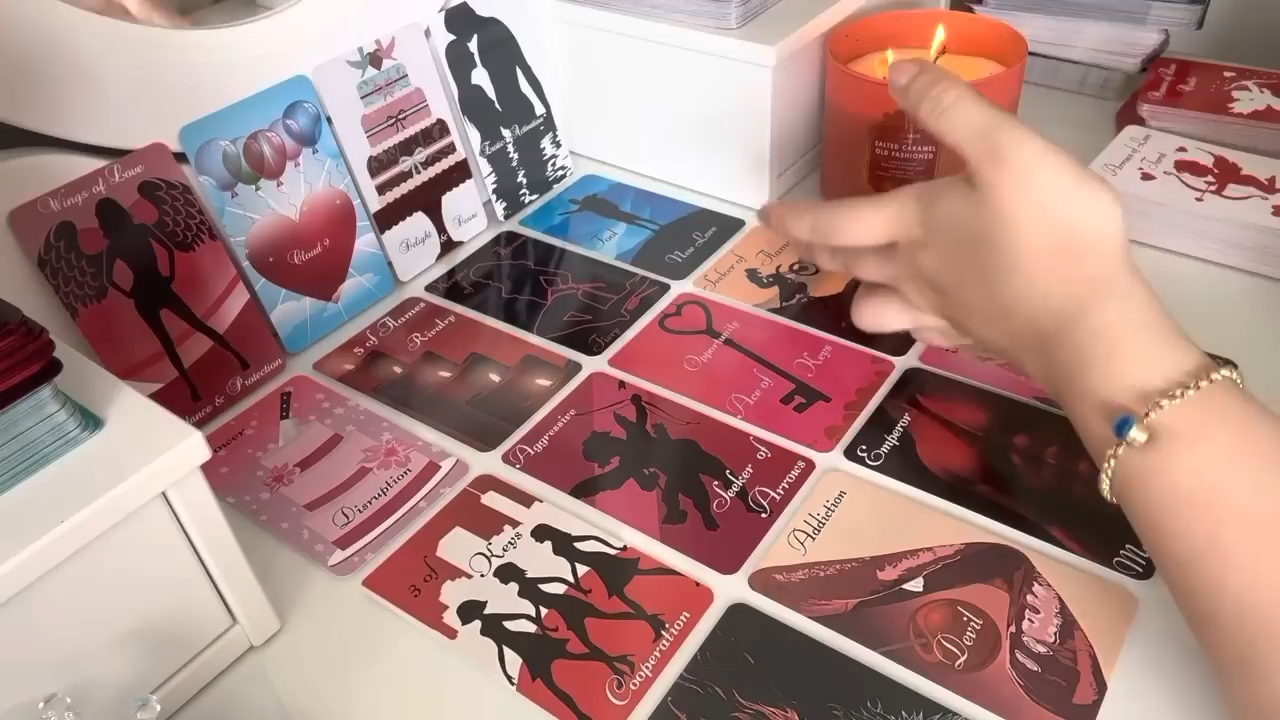 Wings of Love
& Protection
Cloud 9
Delight & Desire
Erotic Activation
Fool
New Love
Seeker of
Flames
Fiery
5 of Flames
Rivalry
Opportunity
Ace of Keys
Emperor
Aggressive
Seeker of
Arrows
Disruption
3 of Keys
Cooperation
Addiction
Devil
SALTED CARAMEL
OLD FASHIONED